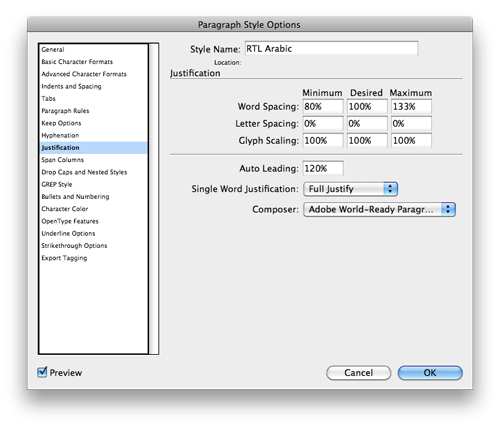 Paragraph Style Options
General
Basic Character Formats
Advanced Character Formats
Indents and Spacing
Tabs
Paragraph Rules
Keep Options
Hyphenation
Justification
Span Columns
Drop Caps and Nested Styles
GREP Style
Bullets and Numbering
Character Color
OpenType Features
Underline Options
Strikethrough Options
Export Tagging
Style Name: RTL Arabic
Location:
Justification
Minimum Desired Maximum
Word Spacing: 80% 100% 133%
Letter Spacing: 0% 0% 0%
Glyph Scaling: 100% 100% 100%
Auto Leading: 120%
Single Word Justification: Full Justify
Composer: Adobe World-Ready Paragr...
Preview
Cancel OK